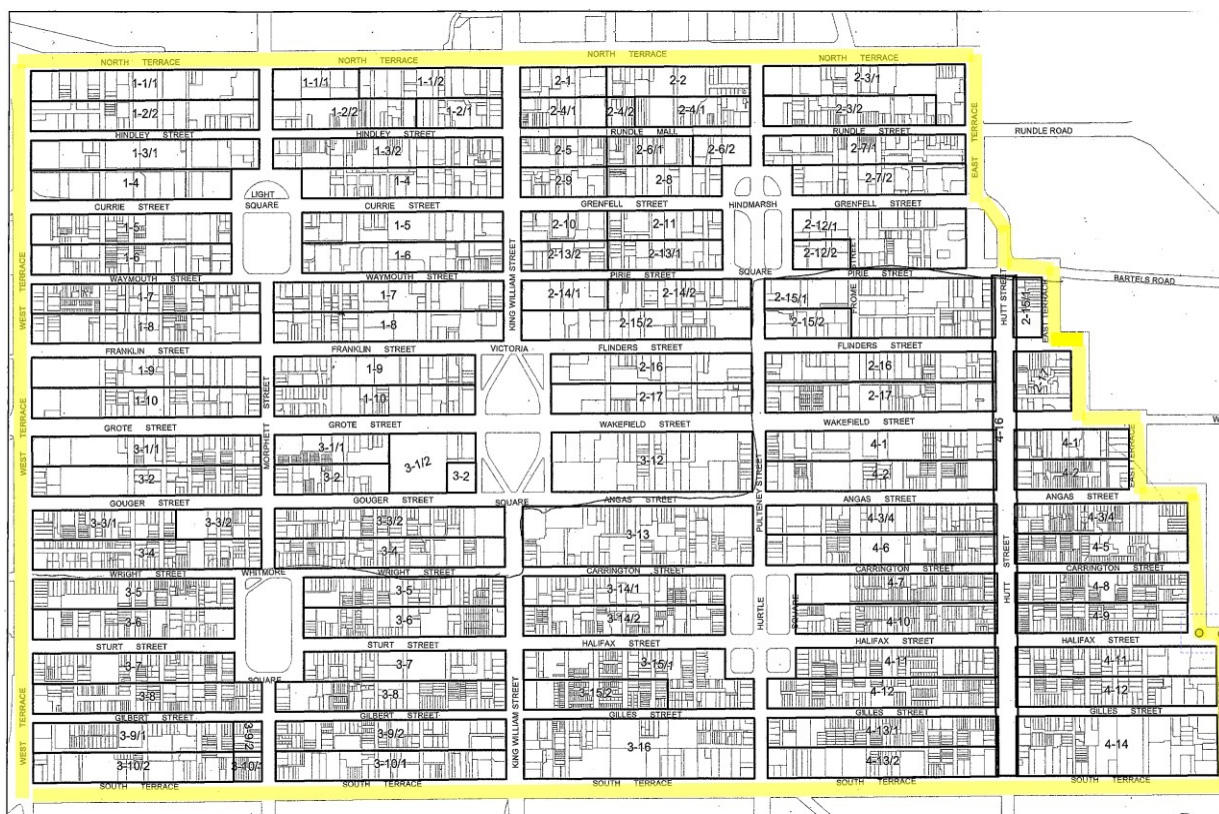 NORTH TERRACE
NORTH TERRACE
NORTH TERRACE
NORTH TERRACE
1-1/1
1-1/1
1-1/2
2-1
2-2
2-3/1
1-2/2
1-2/2
1-2/1
2-4/1
2-4/2
2-4/1
2-3/2
HINDLEY STREET
HINDLEY STREET
RUNDLE MALL
RUNDLE STREET
RUNDLE ROAD
EAST TERRACE
1-3/1
1-3/2
2-5
2-6/1
2-6/2
2-7/1
1-4
1-4
2-9
2-8
2-7/2
LIGHT
SQUARE
CURRIE STREET
CURRIE STREET
GRENFELL STREET
HINDMARSH
GRENFELL STREET
1-5
1-5
2-10
2-11
2-12/1
1-6
1-6
2-13/2
2-13/1
2-12/2
WAYMOUTH STREET
WAYMOUTH STREET
PIRIE STREET
SQUARE
PIRIE STREET
BARTELS ROAD
WEST TERRACE
KING WILLIAM STREET
FROME STREET
HUTT STREET
1-7
1-7
2-14/1
2-14/2
2-15/1
2-15/1
EAST TERRACE
1-8
1-8
2-15/2
2-15/2
FRANKLIN STREET
FRANKLIN STREET
VICTORIA
FLINDERS STREET
FLINDERS STREET
1-9
1-9
2-16
2-16
1-10
1-10
2-17
2-17
MORPHETT STREET
WEST TERRACE
GROTE STREET
GROTE STREET
WAKEFIELD STREET
WAKEFIELD STREET
W
4-16
3-1/1
3-1/1
3-1/2
3-12
4-1
4-1
3-2
3-2
3-2
4-2
4-2
EAST TERRACE
PULTENEY STREET
GOUGER STREET
GOUGER STREET
SQUARE
ANGAS STREET
ANGAS STREET
ANGAS STREET
3-3/1
3-3/2
3-3/2
3-13
4-3/4
4-3/4
3-4
3-4
4-6
4-5
HUTT STREET
WRIGHT STREET
WHITMORE
WRIGHT STREET
CARRINGTON STREET
CARRINGTON STREET
CARRINGTON STREET
3-5
3-5
3-14/1
4-7
4-8
3-6
3-6
3-14/2
HURTLE
SQUARE
4-10
4-9
STURT STREET
STURT STREET
HALIFAX STREET
HALIFAX STREET
HALIFAX STREET
3-7
3-7
3-15/1
4-11
4-11
SQUARE
3-8
3-8
3-15/2
4-12
4-12
WEST TERRACE
KING WILLIAM STREET
GILBERT STREET
GILBERT STREET
GILLES STREET
GILLES STREET
GILLES STREET
3-9/1
3-9/2
3-9/2
3-16
4-13/1
4-14
3-10/2
3-10/1
4-13/2
SOUTH TERRACE
SOUTH TERRACE
SOUTH TERRACE
SOUTH TERRACE
SOUTH TERRACE